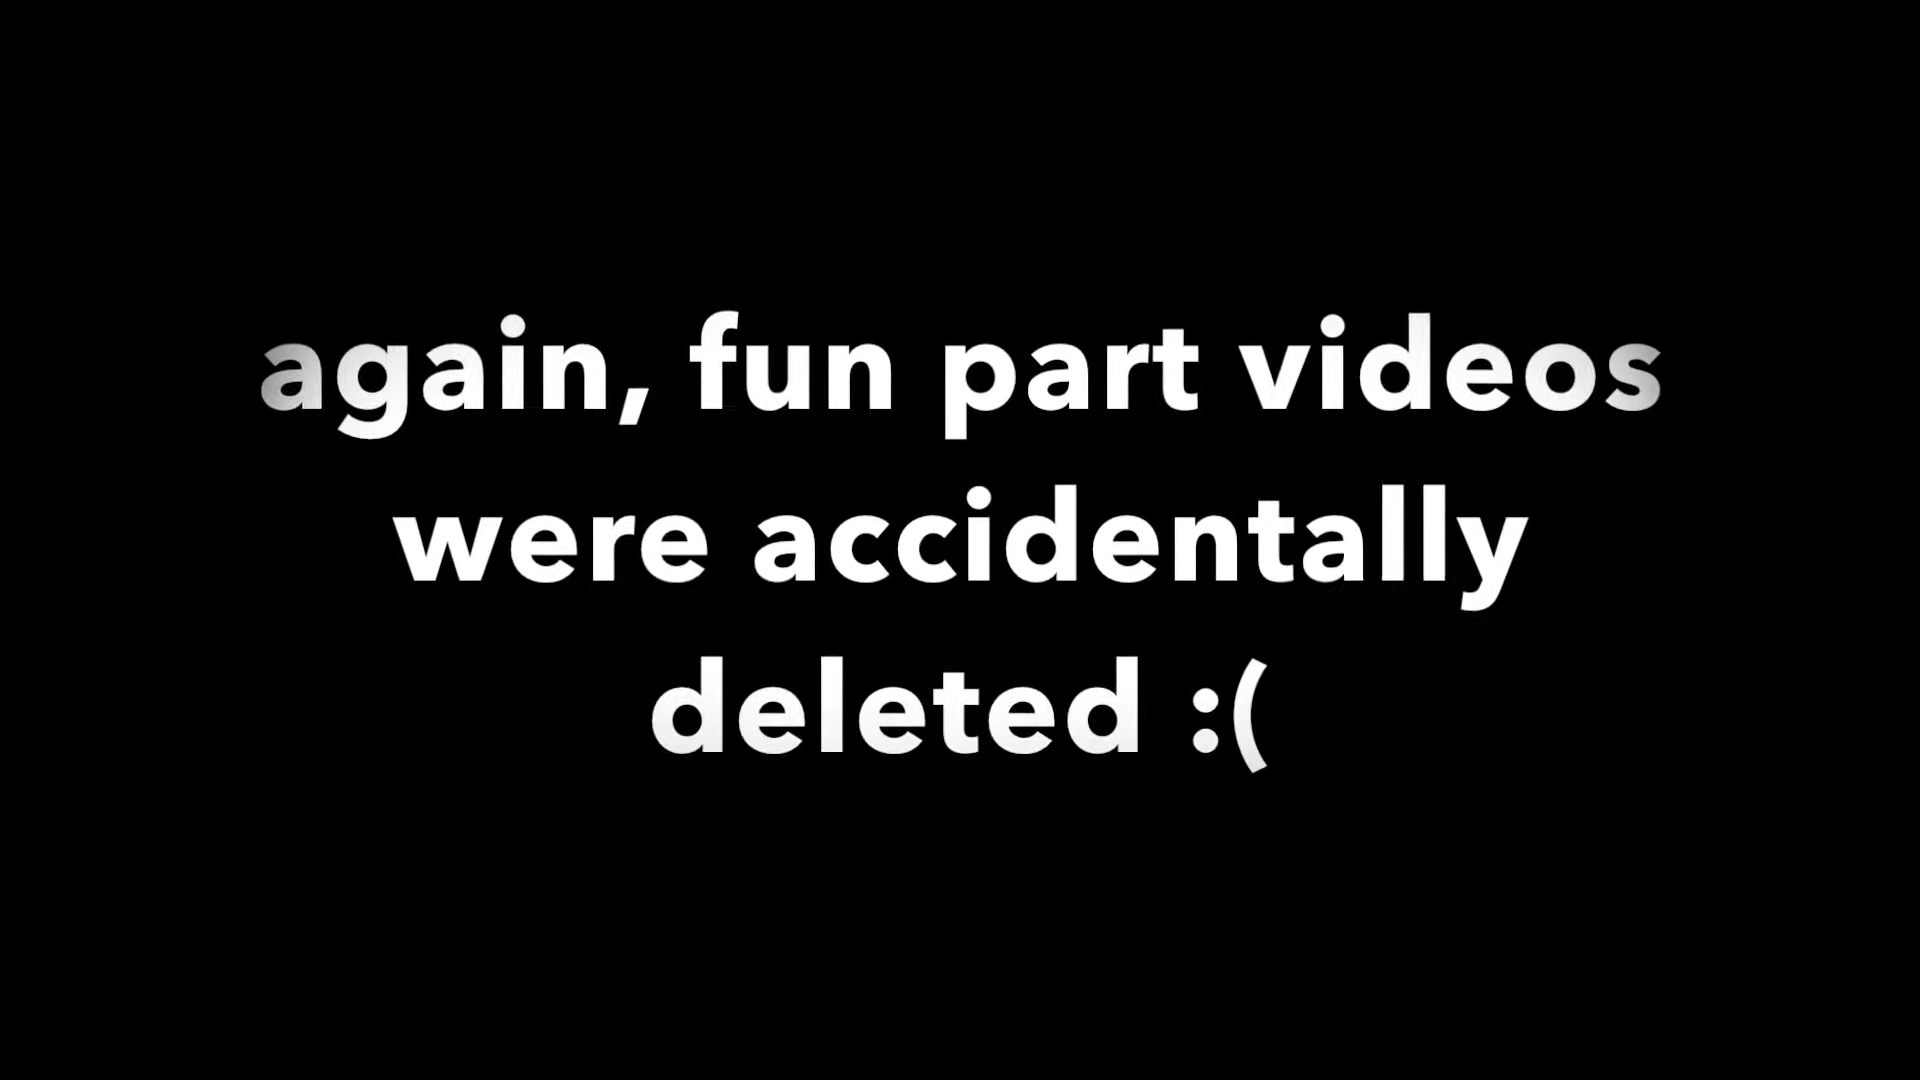 again, fun part videos
were accidentally
deleted :(